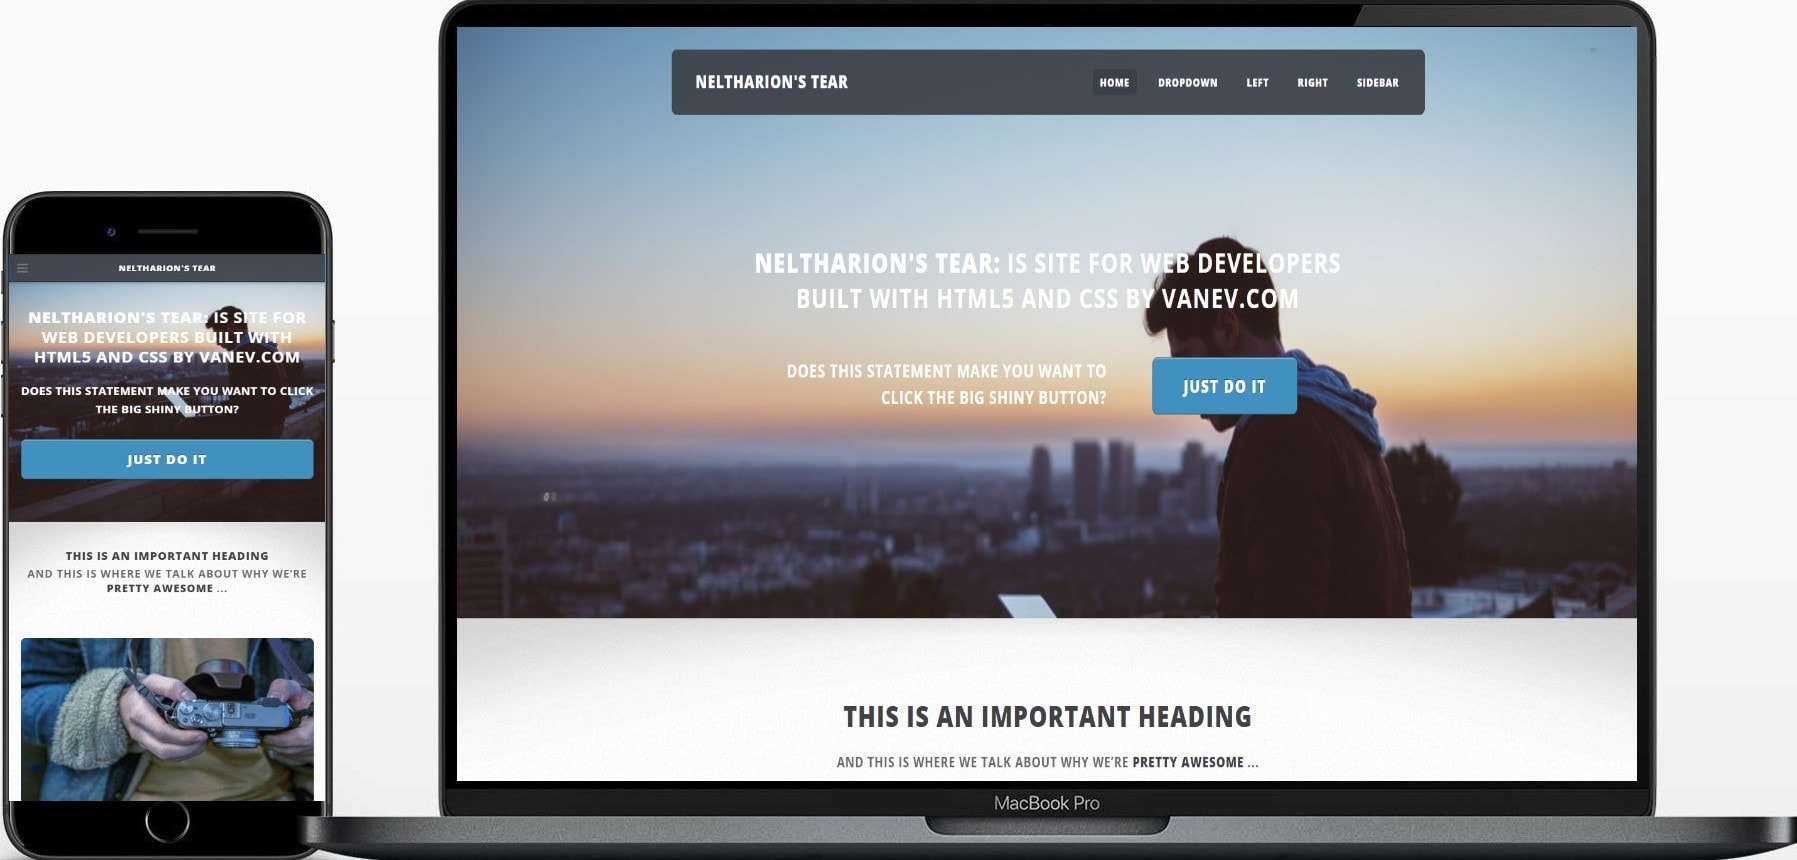 NELTHARION'S TEAR
NELTHARION'S TEAR: IS SITE FOR
WEB DEVELOPERS BUILT WITH
HTML5 AND CSS BY VANEV.COM
DOES THIS STATEMENT MAKE YOU WANT TO CLICK
THE BIG SHINY BUTTON?
JUST DO IT
THIS IS AN IMPORTANT HEADING
AND THIS IS WHERE WE TALK ABOUT WHY WE'RE
PRETTY AWESOME ...
NELTHARION'S TEAR HOME DROPDOWN LEFT RIGHT SIDEBAR
NELTHARION'S TEAR: IS SITE FOR WEB DEVELOPERS
BUILT WITH HTML5 AND CSS BY VANEV.COM
DOES THIS STATEMENT MAKE YOU WANT TO
CLICK THE BIG SHINY BUTTON?
JUST DO IT
THIS IS AN IMPORTANT HEADING
AND THIS IS WHERE WE TALK ABOUT WHY WE'RE PRETTY AWESOME ...
MacBook Pro